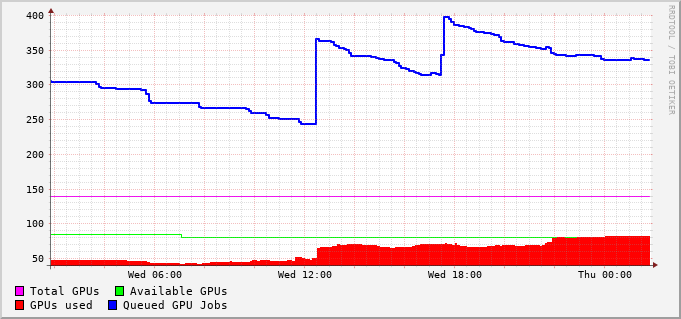 400
350
300
250
200
150
100
50
Wed 06:00 Wed 12:00 Wed 18:00 Thu 00:00
Total GPUs Available GPUs
GPUs used Queued GPU Jobs
RRDTOOL / TOBI OETIKER